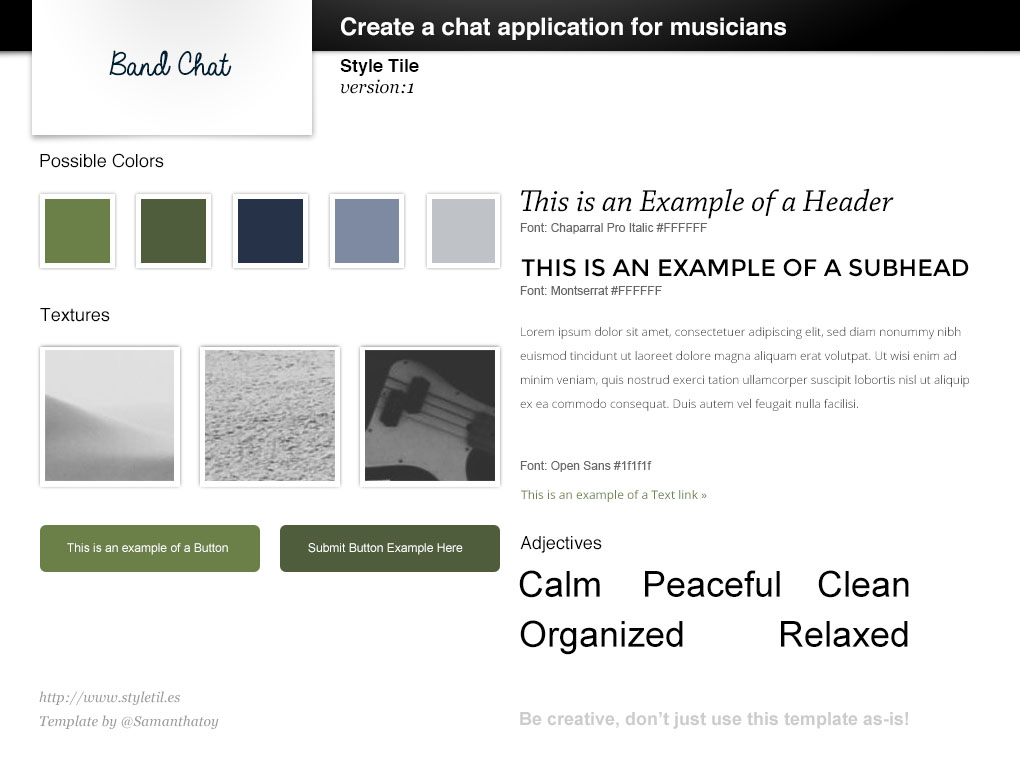 Create a chat application for musicians
Band Chat
Style Tile
version:1
Possible Colors
Textures
This is an example of a Button
Submit Button Example Here
This is an Example of a Header
Font: Chaparral Pro Italic #FFFFFF
THIS IS AN EXAMPLE OF A SUBHEAD
Font: Montserrat #FFFFFF
Lorem ipsum dolor sit amet, consectetuer adipiscing elit, sed diam nonummy nibh
euismod tincidunt ut laoreet dolore magna aliquam erat volutpat. Ut wisi enim ad
minim veniam, quis nostrud exerci tation ullamcorper suscipit lobortis nisl ut aliquip
ex ea commodo consequat. Duis autem vel feugait nulla facilisi.
Font: Open Sans #1f1f1f
This is an example of a Text link »
Adjectives
Calm Peaceful Clean
Organized Relaxed
http://www.styletil.es
Template by @Samanthatoy
Be creative, don’t just use this template as-is!